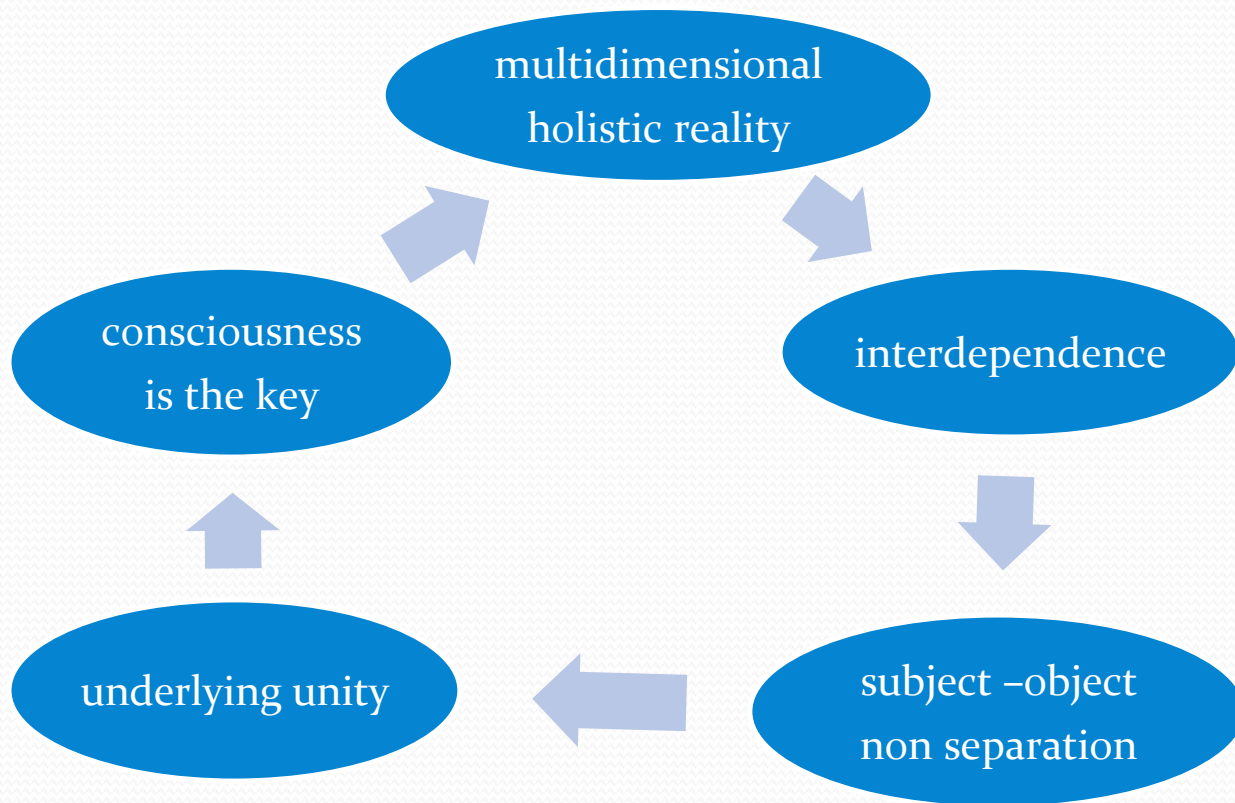 multidimensional
holistic reality
interdependence
subject –object
non separation
underlying unity
consciousness
is the key